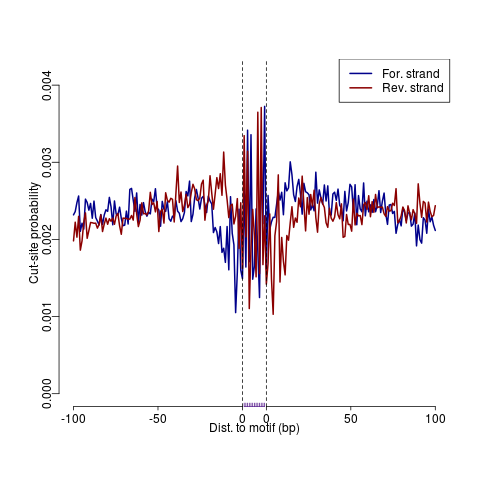 For. strand
Rev. strand
0.004
0.003
0.002
0.001
0.000
Cut-site probability
-100 -50 0 0 50 100
Dist. to motif (bp)